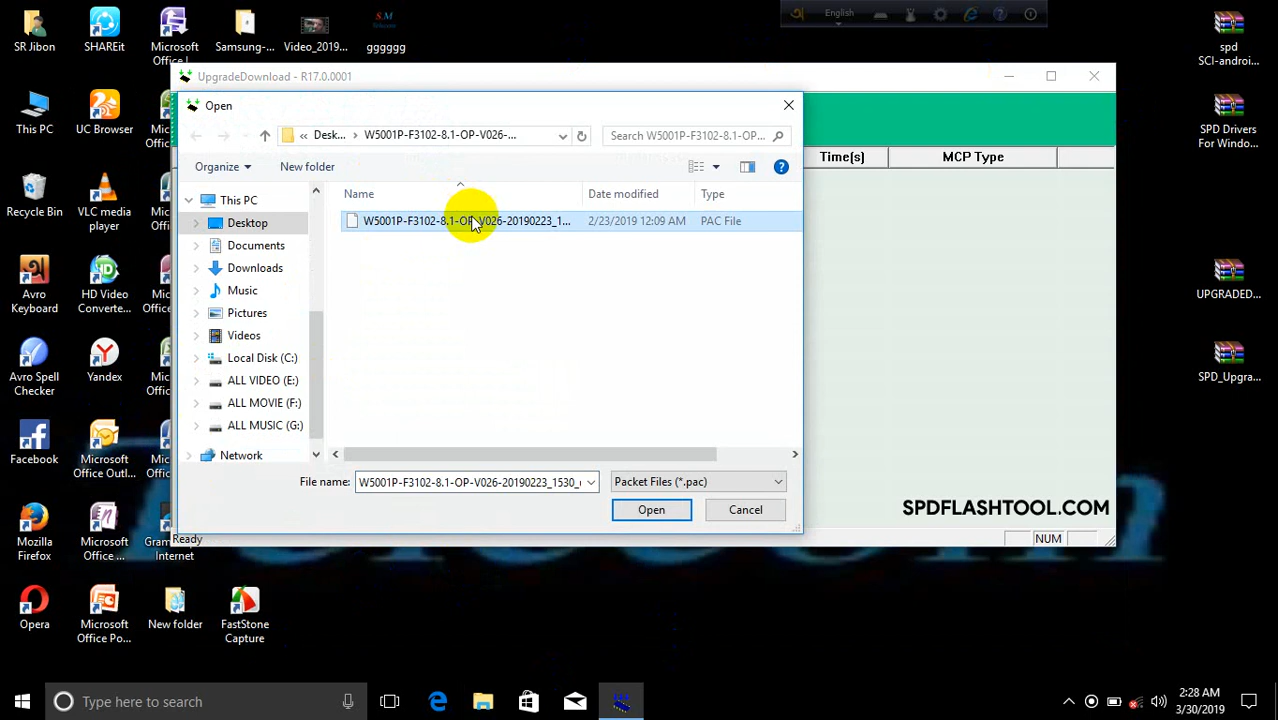 SR Jibon
SHAREit
Microsoft
Office I...
Samsung-...
Video_2019...
gggggg
S.M
English
spd
SCI-android...
UpgradeDownload - R17.0.0001
Open
Desk...
W5001P-F3102-8.1-OP-V026-...
Search W5001P-F3102-8.1-OP...
Organize
New folder
Time(s)
MCP Type
This PC
UC Browser
SPD Drivers
For Windo...
Name
Date modified
Type
W5001P-F3102-8.1-OP-V026-20190223_1...
2/23/2019 12:09 AM
PAC File
This PC
Desktop
Documents
Downloads
Music
Pictures
Videos
Local Disk (C:)
ALL VIDEO (E:)
ALL MOVIE (F:)
ALL MUSIC (G:)
Network
Recycle Bin
VLC media
player
Avro
Keyboard
HD Video
Converte...
UPGRADED...
Avro Spell
Checker
Yandex
SPD_Upgra...
Facebook
Microsoft
Office Outl...
File name:
W5001P-F3102-8.1-OP-V026-20190223_1530_
Packet Files (*.pac)
Open
Cancel
SPDFLASHTOOL.COM
Ready
NUM
Mozilla
Firefox
Microsoft
Office ...
Internet
Opera
Microsoft
Office Po...
New folder
FastStone
Capture
Type here to search
2:28 AM
3/30/2019